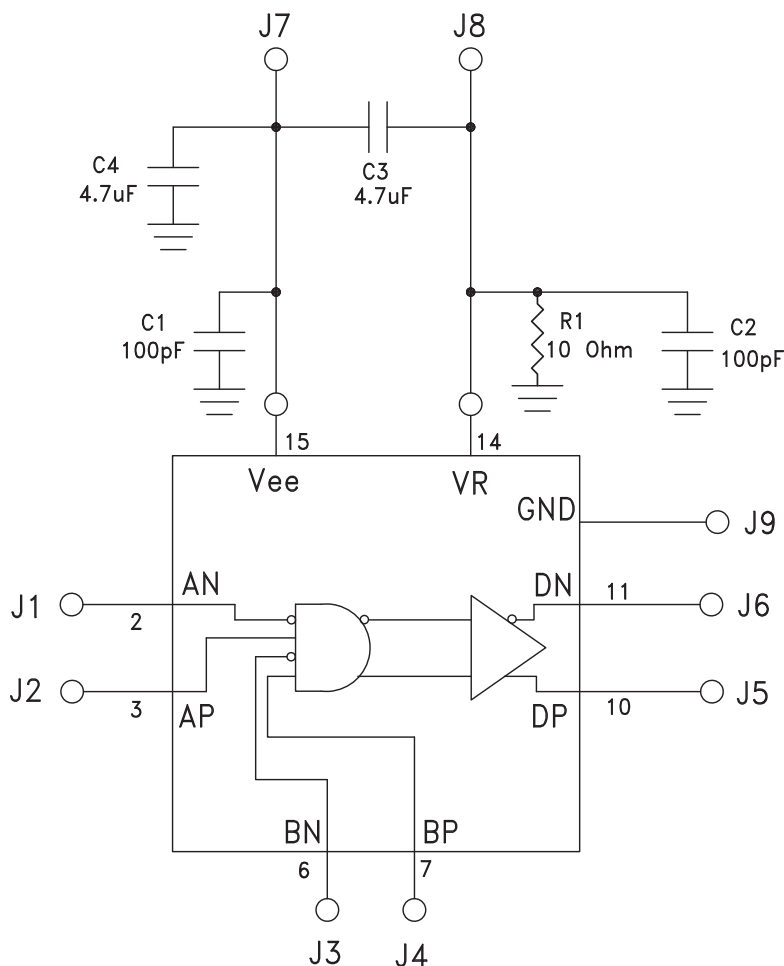 J7
J8
C4
4.7uF
C3
4.7uF
C1
100pF
R1
10 Ohm
C2
100pF
15
14
Vee
VR
GND
J9
J1
AN
2
DN
11
J6
J2
3
AP
DP
10
J5
BN
BP
6
7
J3
J4